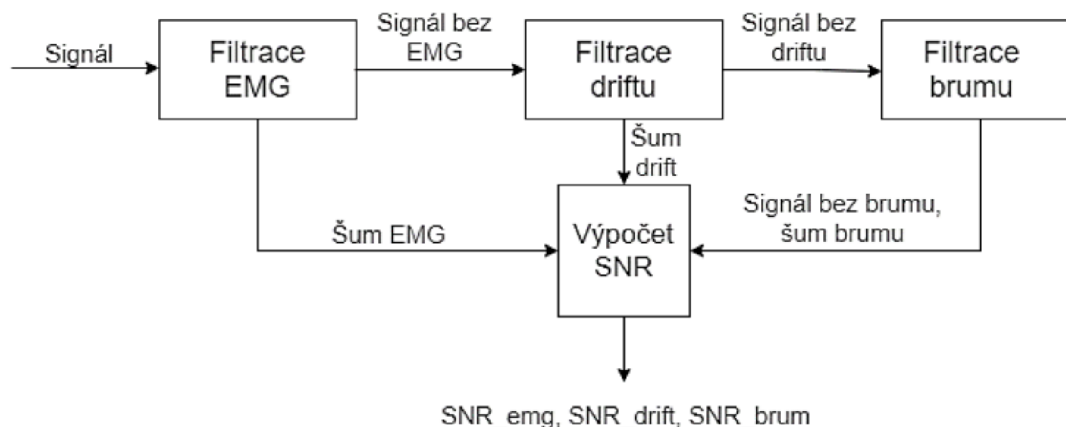 Signál
Filtrace
EMG
Signál bez
EMG
Filtrace
driftu
Signál bez
driftu
Filtrace
brumu
Šum
drift
Šum EMG
Výpočet
SNR
Signál bez brumu,
šum brumu
SNR_emg, SNR_drift, SNR_brum